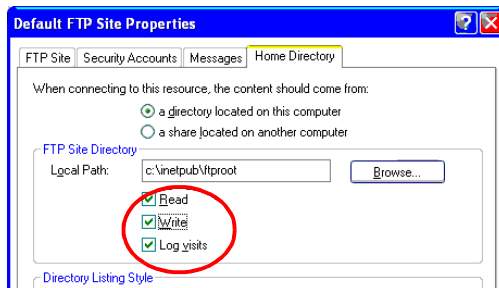 Default FTP Site Properties
FTP Site Security Accounts Messages Home Directory
When connecting to this resource, the content should come from:
a directory located on this computer
a share located on another computer
FTP Site Directory
Local Path: c:\inetpub\ftproot Browse...
Read
Write
Log visits
Directory Listing Style